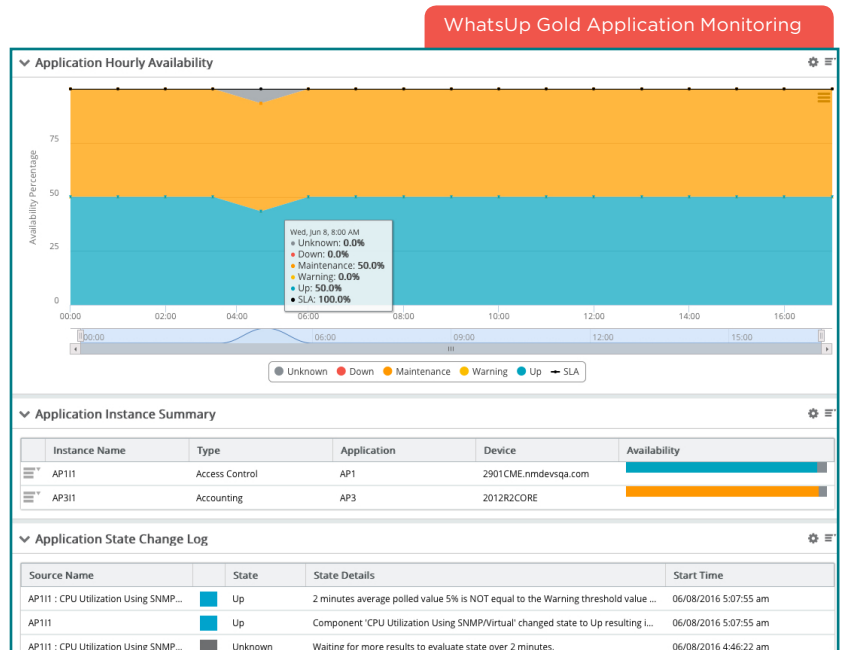 WhatsUp Gold Application Monitoring
Application Hourly Availability
75
50
25
0
Availability Percentage
Wed, Jun 8, 8:00 AM
Unknown: 0.0%
Down: 0.0%
Maintenance: 50.0%
Warning: 0.0%
Up: 50.0%
SLA: 100.0%
00:00 02:00 04:00 06:00 08:00 10:00 12:00 14:00 16:00
00:00 06:00 09:00 12:00 15:00
Unknown Down Maintenance Warning Up SLA
Application Instance Summary
Instance Name Type Application Device Availability
AP1I1 Access Control AP1 2901CME.nmdevsqa.com
AP3I1 Accounting AP3 2012R2CORE
Application State Change Log
Source Name State State Details Start Time
AP1I1 : CPU Utilization Using SNMP... Up 2 minutes average polled value 5% is NOT equal to the Warning threshold value ... 06/08/2016 5:07:55 am
AP1I1 Up Component 'CPU Utilization Using SNMP/Virtual' changed state to Up resulting i... 06/08/2016 5:07:55 am
AP1I1 : CPU Utilization Using SNMP... Unknown Waiting for more results to evaluate state over 2 minutes. 06/08/2016 4:46:22 am